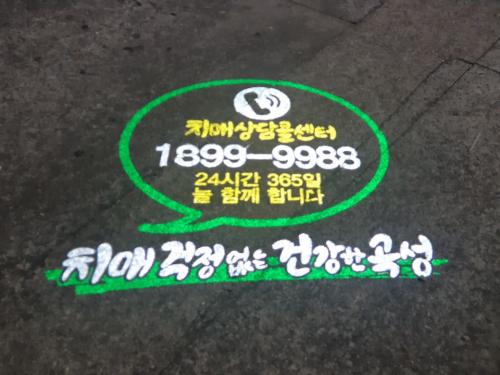 치매상담콜센터
1899-9988
24시간 365일
늘 함께 합니다
치매 걱정없는 건강한 곡성